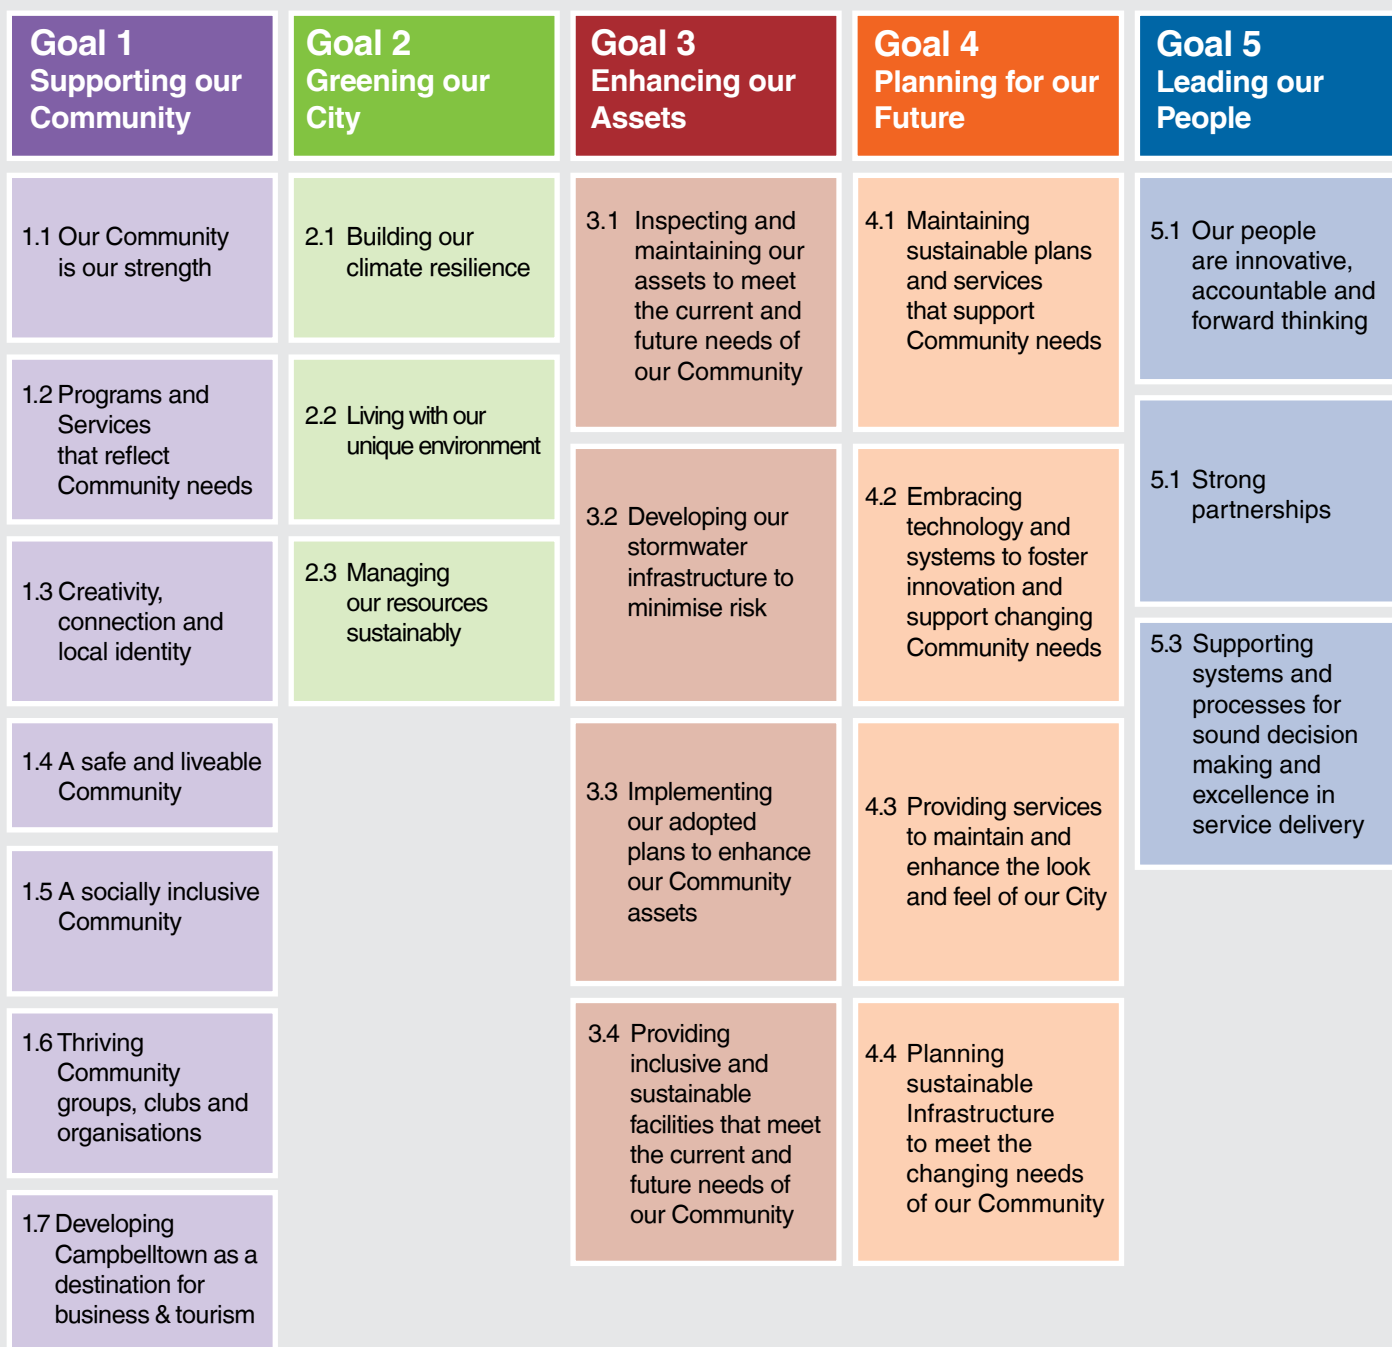 Goal 1
Supporting our
Community
1.1 Our Community
is our strength
1.2 Programs and
Services
that reflect
Community needs
1.3 Creativity,
connection and
local identity
1.4 A safe and liveable
Community
1.5 A socially inclusive
Community
1.6 Thriving
Community
groups, clubs and
organisations
1.7 Developing
Campbelltown as a
destination for
business & tourism
Goal 2
Greening our
City
2.1 Building our
climate resilience
2.2 Living with our
unique environment
2.3 Managing
our resources
sustainably
Goal 3
Enhancing our
Assets
3.1 Inspecting and
maintaining our
assets to meet
the current and
future needs of
our Community
3.2 Developing our
stormwater
infrastructure to
minimise risk
3.3 Implementing
our adopted
plans to enhance
our Community
assets
3.4 Providing
inclusive and
sustainable
facilities that meet
the current and
future needs of
our Community
Goal 4
Planning for our
Future
4.1 Maintaining
sustainable plans
and services
that support
Community needs
4.2 Embracing
technology and
systems to foster
innovation and
support changing
Community needs
4.3 Providing services
to maintain and
enhance the look
and feel of our City
4.4 Planning
sustainable
Infrastructure
to meet the
changing needs
of our Community
Goal 5
Leading our
People
5.1 Our people
are innovative,
accountable and
forward thinking
5.1 Strong
partnerships
5.3 Supporting
systems and
processes for
sound decision
making and
excellence in
service delivery